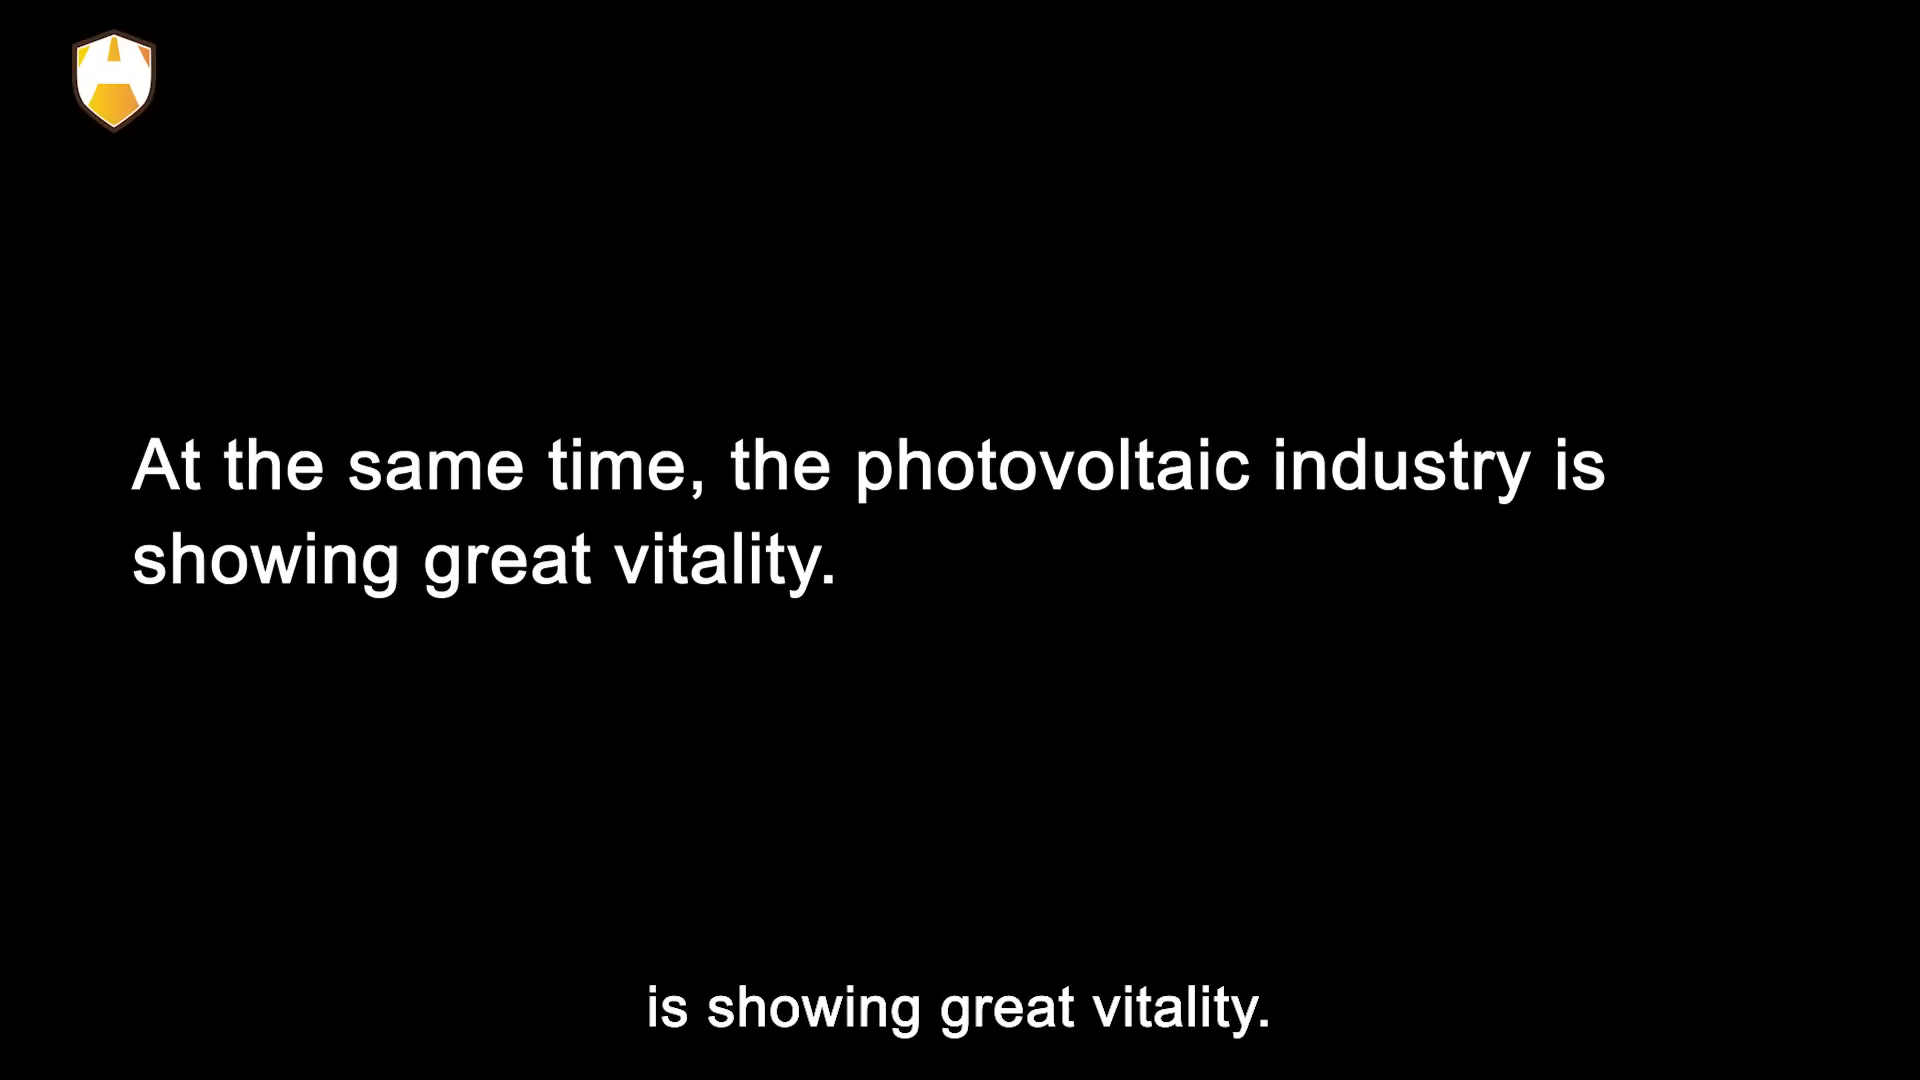 At the same time, the photovoltaic industry is
showing great vitality.
is showing great vitality.